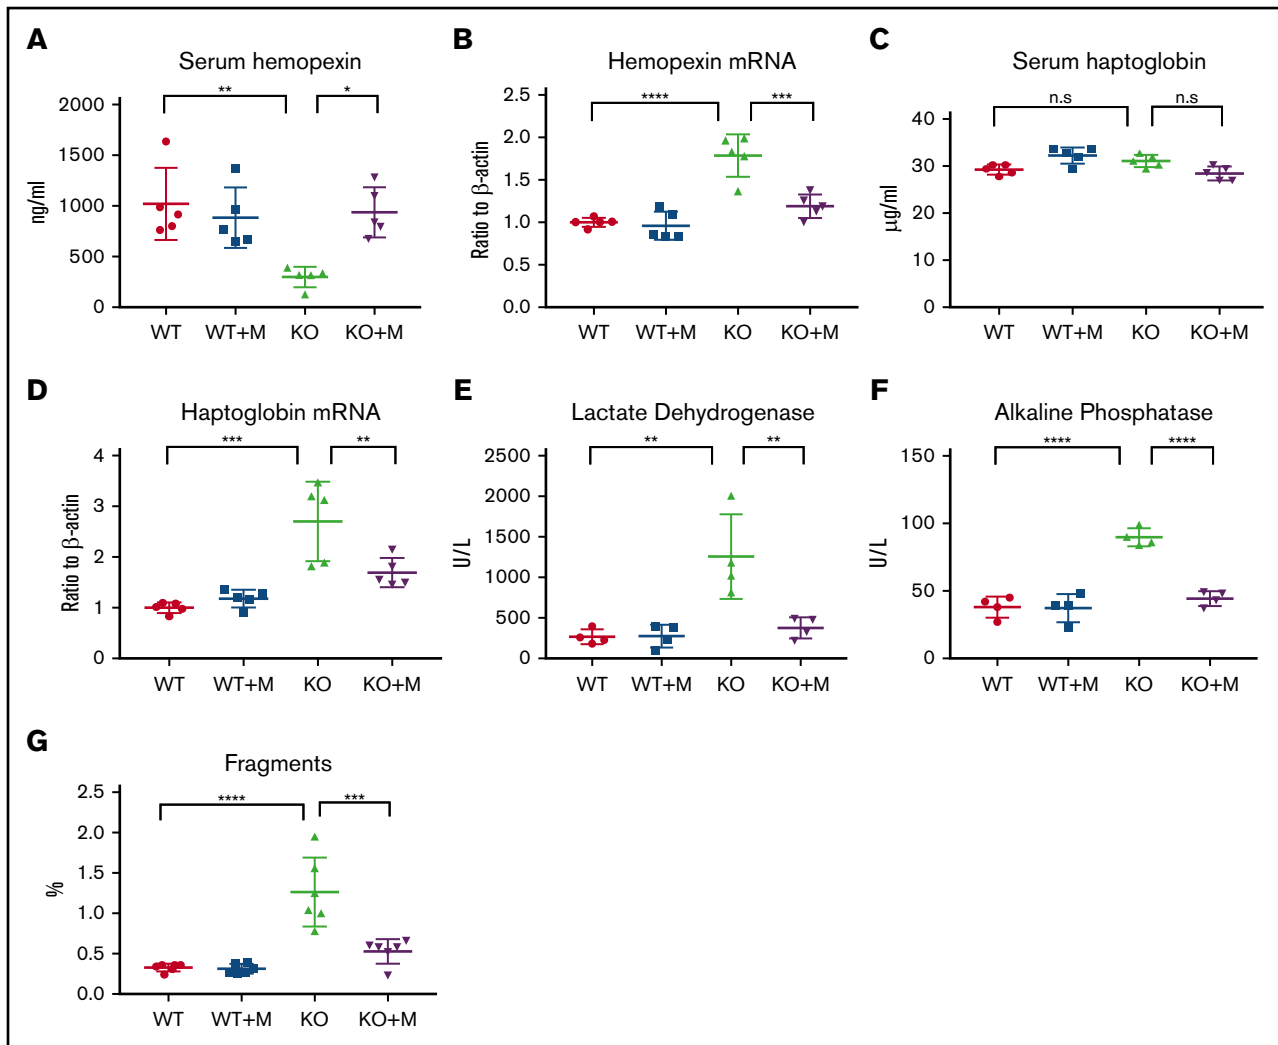 A
Serum hemopexin
** *
ng/ml
2000
1500
1000
500
0
WT WT+M KO KO+M
B
Hemopexin mRNA
**** ***
Ratio to β-actin
2.5
2.0
1.5
1.0
0.5
0.0
WT WT+M KO KO+M
C
Serum haptoglobin
n.s n.s
μg/ml
40
30
20
10
0
WT WT+M KO KO+M
D
Haptoglobin mRNA
*** **
Ratio to β-actin
4
3
2
1
0
WT WT+M KO KO+M
E
Lactate Dehydrogenase
** **
U/L
2500
2000
1500
1000
500
0
WT WT+M KO KO+M
F
Alkaline Phosphatase
**** ****
U/L
150
100
50
0
WT WT+M KO KO+M
G
Fragments
**** ***
%
2.5
2.0
1.5
1.0
0.5
0.0
WT WT+M KO KO+M